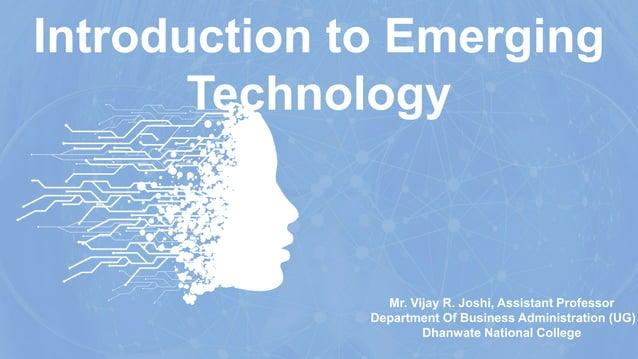 Introduction to Emerging
Technology
Mr. Vijay R. Joshi, Assistant Professor
Department Of Business Administration (UG)
Dhanwate National College